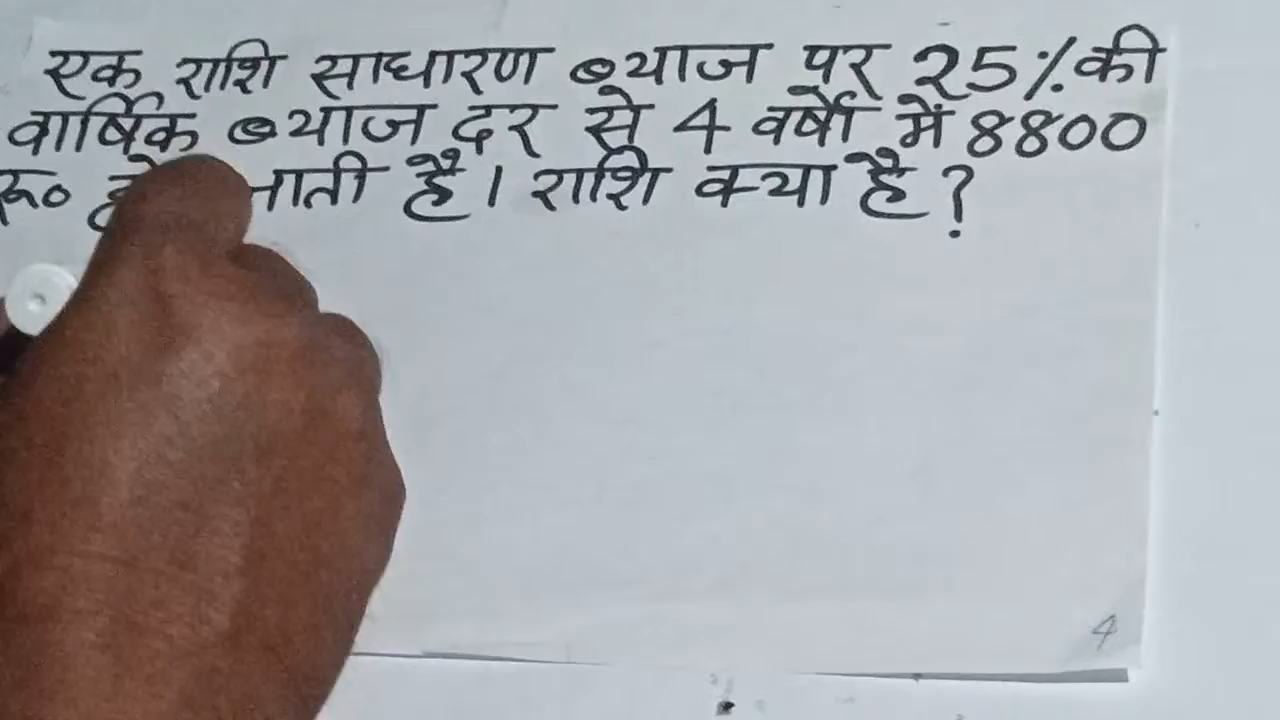 एक राशि साधारण ब्याज पर 25% की
वार्षिक ब्याज दर से 4 वर्षों में 8800
रू० जाती है। राशि क्या है ?
4